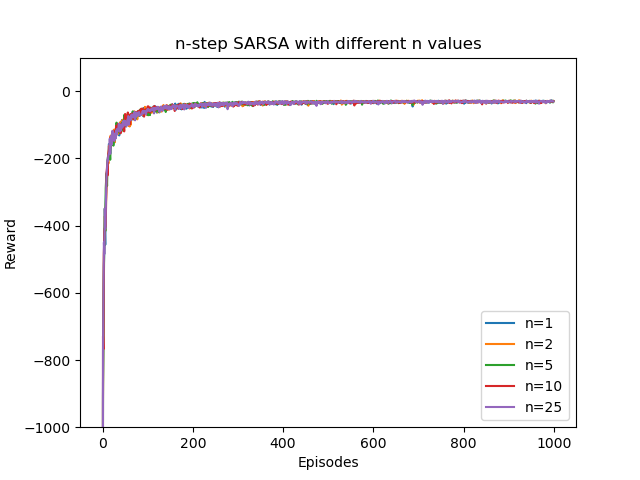 n-step SARSA with different n values
0
−200
−400
−600
−800
−1000
Reward
0
200
400
600
800
1000
Episodes
n=1
n=2
n=5
n=10
n=25